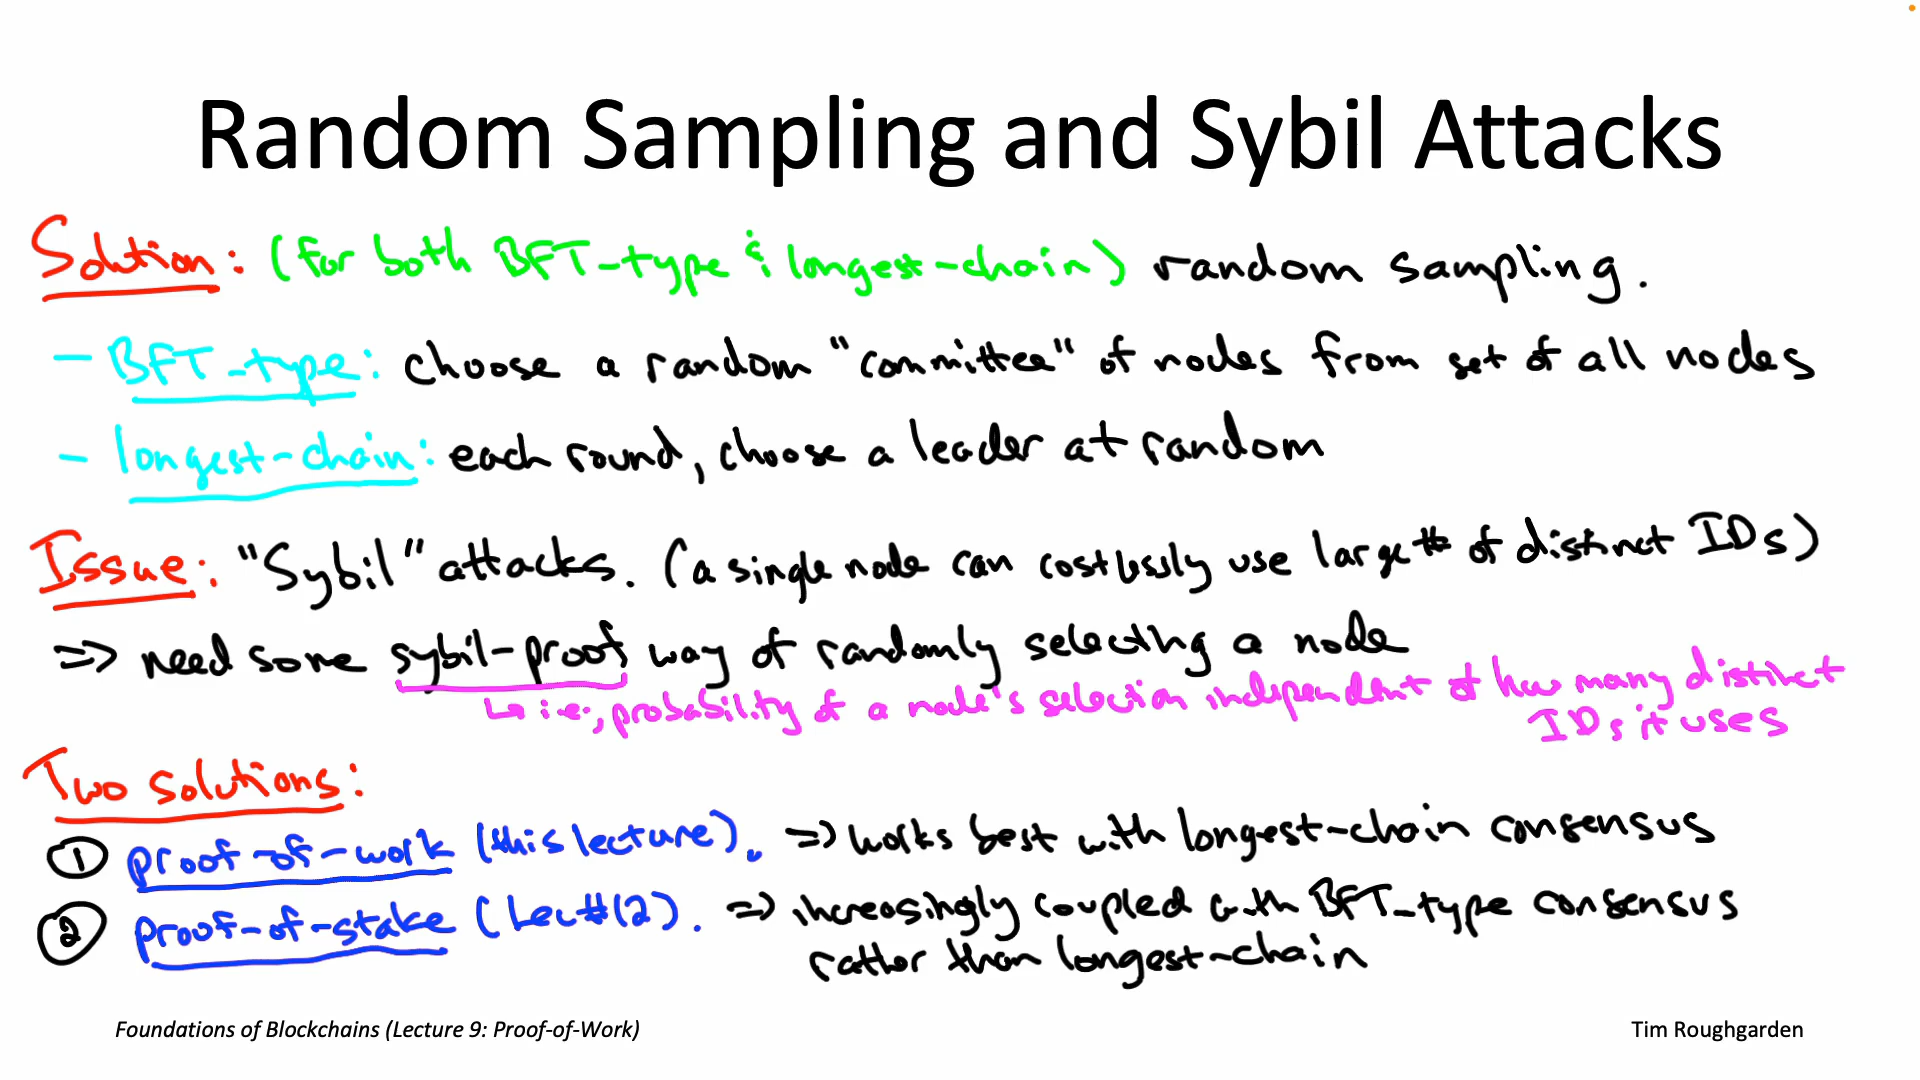 Random Sampling and Sybil Attacks
Solution: (for both BFT-type & longest-chain) random sampling.
- BFT-type: choose a random "committee" of nodes from set of all nodes
- longest-chain: each round, choose a leader at random
Issue: "Sybil" attacks. (a single node can costlessly use large # of distinct IDs)
=> need some sybil-proof way of randomly selecting a node
↳ i.e., probability of a node's selection independent of how many distinct
IDs it uses
Two solutions:
① proof-of-work (this lecture). => works best with longest-chain consensus
② proof-of-stake (Lec #12). => increasingly coupled with BFT-type consensus
rather than longest-chain
Foundations of Blockchains (Lecture 9: Proof-of-Work)
Tim Roughgarden